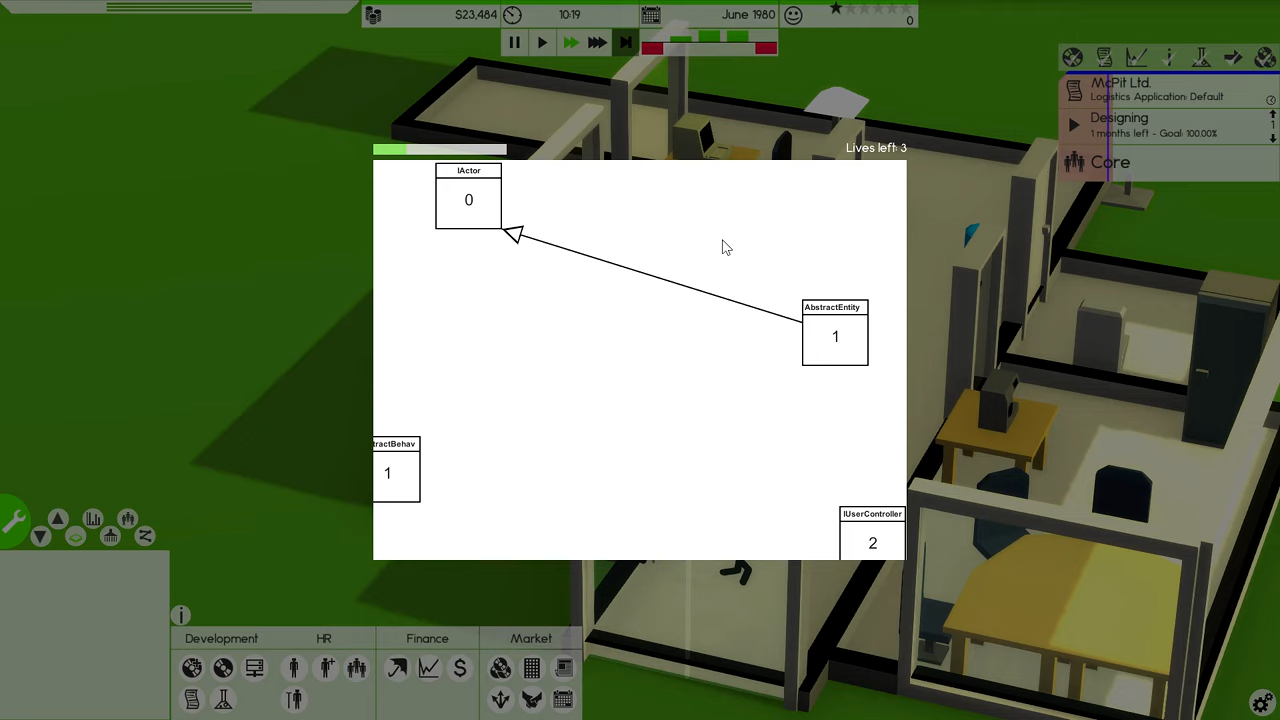 $23,484
10:19
June 1980
0
McPit Ltd.
Logistics Application: Default
Designing
1 months left - Goal: 100.00%
1
Core
Lives left: 3
IActor
0
AbstractEntity
1
tractBehav
1
IUserController
2
Development
HR
Finance
Market